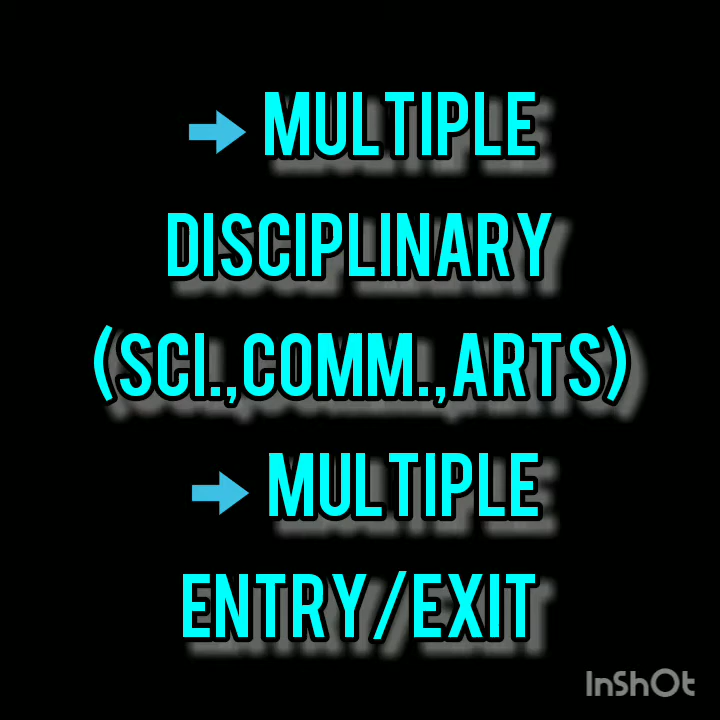 ➡ MULTIPLE
DISCIPLINARY
(SCI.,COMM.,ARTS)
➡ MULTIPLE
ENTRY/EXIT
InShOt